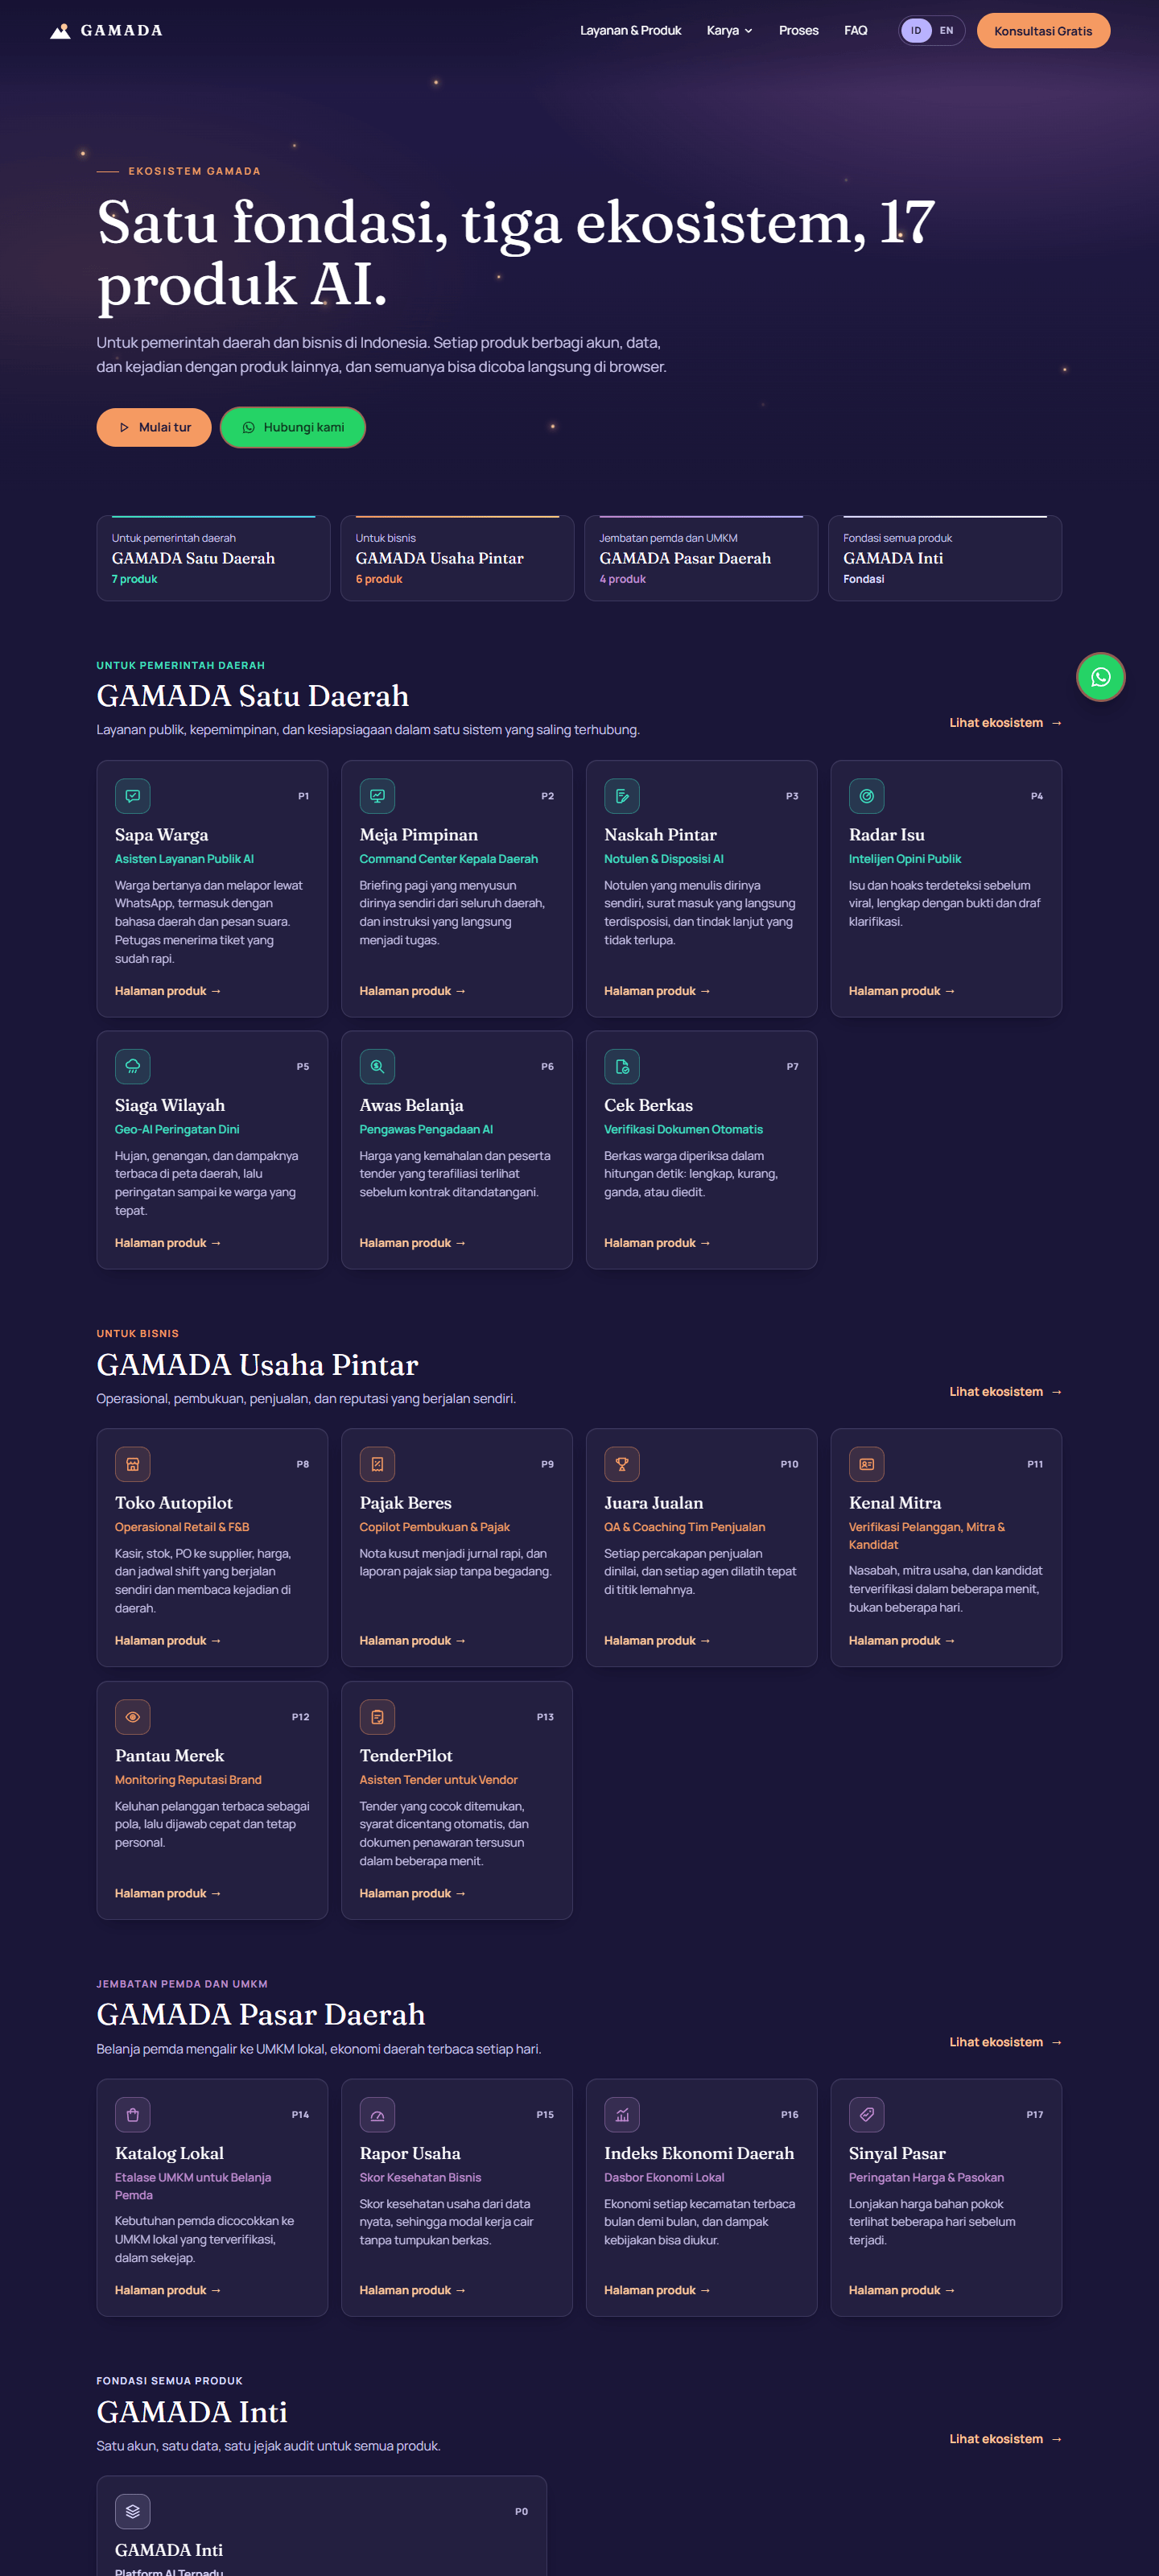 GAMADA
Layanan & Produk
Karya
Proses
FAQ
ID
EN
Konsultasi Gratis
EKOSISTEM GAMADA
Satu fondasi, tiga ekosistem, 17
produk AI.
Untuk pemerintah daerah dan bisnis di Indonesia. Setiap produk berbagi akun, data,
dan kejadian dengan produk lainnya, dan semuanya bisa dicoba langsung di browser.
Mulai tur
Hubungi kami
Untuk pemerintah daerah
GAMADA Satu Daerah
7 produk
Untuk bisnis
GAMADA Usaha Pintar
6 produk
Jembatan pemda dan UMKM
GAMADA Pasar Daerah
4 produk
Fondasi semua produk
GAMADA Inti
Fondasi
UNTUK PEMERINTAH DAERAH
GAMADA Satu Daerah
Layanan publik, kepemimpinan, dan kesiapsiagaan dalam satu sistem yang saling terhubung.
Lihat ekosistem →
P1
Sapa Warga
Asisten Layanan Publik AI
Warga bertanya dan melapor lewat
WhatsApp, termasuk dengan
bahasa daerah dan pesan suara.
Petugas menerima tiket yang
sudah rapi.
Halaman produk →
P2
Meja Pimpinan
Command Center Kepala Daerah
Briefing pagi yang menyusun
dirinya sendiri dari seluruh daerah,
dan instruksi yang langsung
menjadi tugas.
Halaman produk →
P3
Naskah Pintar
Notulen & Disposisi AI
Notulen yang menulis dirinya
sendiri, surat masuk yang langsung
terdisposisi, dan tindak lanjut yang
tidak terlupa.
Halaman produk →
P4
Radar Isu
Intelijen Opini Publik
Isu dan hoaks terdeteksi sebelum
viral, lengkap dengan bukti dan draf
klarifikasi.
Halaman produk →
P5
Siaga Wilayah
Geo-AI Peringatan Dini
Hujan, genangan, dan dampaknya
terbaca di peta daerah, lalu
peringatan sampai ke warga yang
tepat.
Halaman produk →
P6
Awas Belanja
Pengawas Pengadaan AI
Harga yang kemahalan dan peserta
tender yang terafiliasi terlihat
sebelum kontrak ditandatangani.
Halaman produk →
P7
Cek Berkas
Verifikasi Dokumen Otomatis
Berkas warga diperiksa dalam
hitungan detik: lengkap, kurang,
ganda, atau diedit.
Halaman produk →
UNTUK BISNIS
GAMADA Usaha Pintar
Operasional, pembukuan, penjualan, dan reputasi yang berjalan sendiri.
Lihat ekosistem →
P8
Toko Autopilot
Operasional Retail & F&B
Kasir, stok, PO ke supplier, harga,
dan jadwal shift yang berjalan
sendiri dan membaca kejadian di
daerah.
Halaman produk →
P9
Pajak Beres
Copilot Pembukuan & Pajak
Nota kusut menjadi jurnal rapi, dan
laporan pajak siap tanpa begadang.
Halaman produk →
P10
Juara Jualan
QA & Coaching Tim Penjualan
Setiap percakapan penjualan
dinilai, dan setiap agen dilatih tepat
di titik lemahnya.
Halaman produk →
P11
Kenal Mitra
Verifikasi Pelanggan, Mitra &
Kandidat
Nasabah, mitra usaha, dan kandidat
terverifikasi dalam beberapa menit,
bukan beberapa hari.
Halaman produk →
P12
Pantau Merek
Monitoring Reputasi Brand
Keluhan pelanggan terbaca sebagai
pola, lalu dijawab cepat dan tetap
personal.
Halaman produk →
P13
TenderPilot
Asisten Tender untuk Vendor
Tender yang cocok ditemukan,
syarat dicentang otomatis, dan
dokumen penawaran tersusun
dalam beberapa menit.
Halaman produk →
JEMBATAN PEMDA DAN UMKM
GAMADA Pasar Daerah
Belanja pemda mengalir ke UMKM lokal, ekonomi daerah terbaca setiap hari.
Lihat ekosistem →
P14
Katalog Lokal
Etalase UMKM untuk Belanja
Pemda
Kebutuhan pemda dicocokkan ke
UMKM lokal yang terverifikasi,
dalam sekejap.
Halaman produk →
P15
Rapor Usaha
Skor Kesehatan Bisnis
Skor kesehatan usaha dari data
nyata, sehingga modal kerja cair
tanpa tumpukan berkas.
Halaman produk →
P16
Indeks Ekonomi Daerah
Dasbor Ekonomi Lokal
Ekonomi setiap kecamatan terbaca
bulan demi bulan, dan dampak
kebijakan bisa diukur.
Halaman produk →
P17
Sinyal Pasar
Peringatan Harga & Pasokan
Lonjakan harga bahan pokok
terlihat beberapa hari sebelum
terjadi.
Halaman produk →
FONDASI SEMUA PRODUK
GAMADA Inti
Satu akun, satu data, satu jejak audit untuk semua produk.
Lihat ekosistem →
P0
GAMADA Inti
Platform AI Terpadu